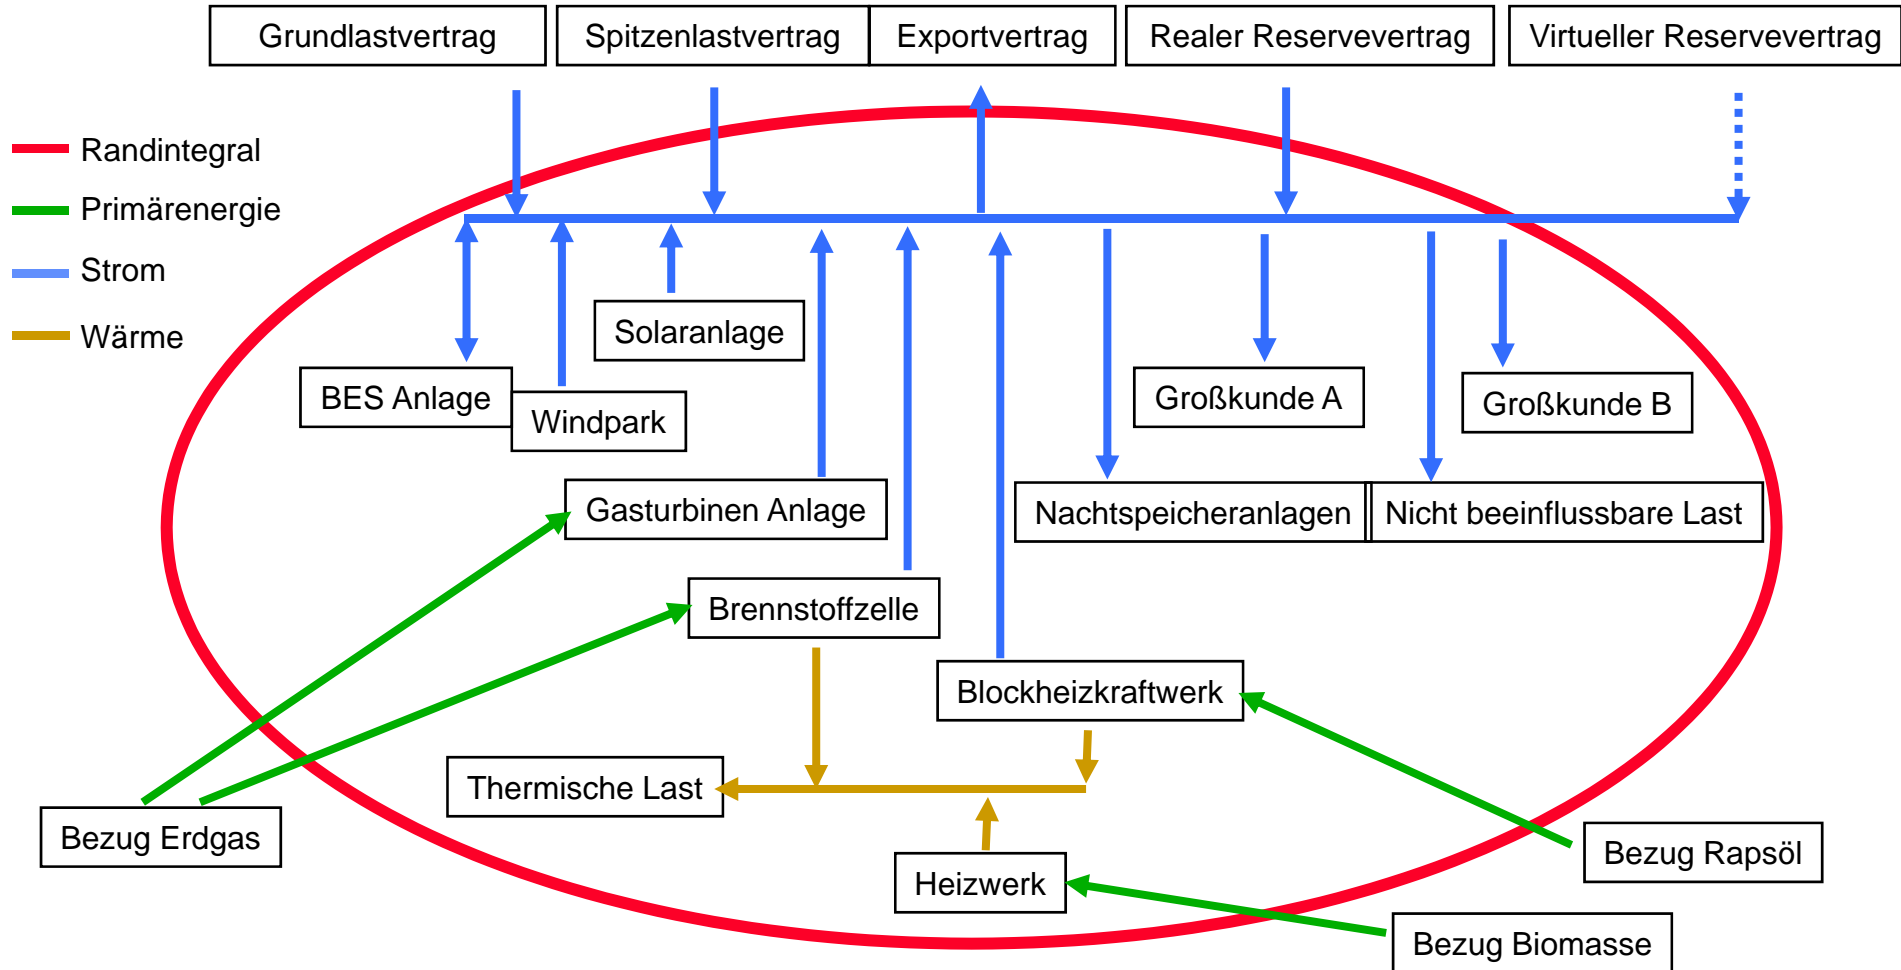 Grundlastvertrag
Spitzenlastvertrag
Exportvertrag
Realer Reservevertrag
Virtueller Reservevertrag
Randintegral
Primärenergie
Strom
Wärme
Solaranlage
BES Anlage
Windpark
Großkunde A
Großkunde B
Gasturbinen Anlage
Nachtspeicheranlagen
Nicht beeinflussbare Last
Brennstoffzelle
Blockheizkraftwerk
Thermische Last
Bezug Erdgas
Bezug Rapsöl
Heizwerk
Bezug Biomasse